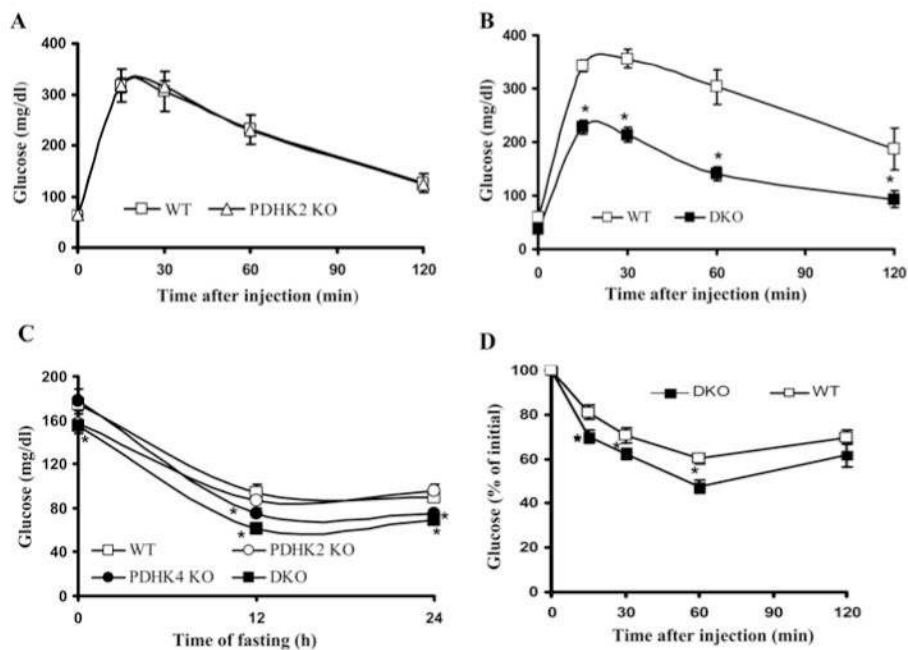 A
Glucose (mg/dl)
400
300
200
100
0
WT
PDHK2 KO
0
30
60
90
120
Time after injection (min)
B
Glucose (mg/dl)
400
300
200
100
0
*
*
*
*
WT
DKO
0
30
60
90
120
Time after injection (min)
C
Glucose (mg/dl)
200
160
120
80
40
0
*
*
*
*
*
WT
PDHK2 KO
PDHK4 KO
DKO
0
12
24
Time of fasting (h)
D
Glucose (% of initial)
100
80
60
40
20
0
DKO
WT
*
*
*
0
30
60
90
120
Time after injection (min)